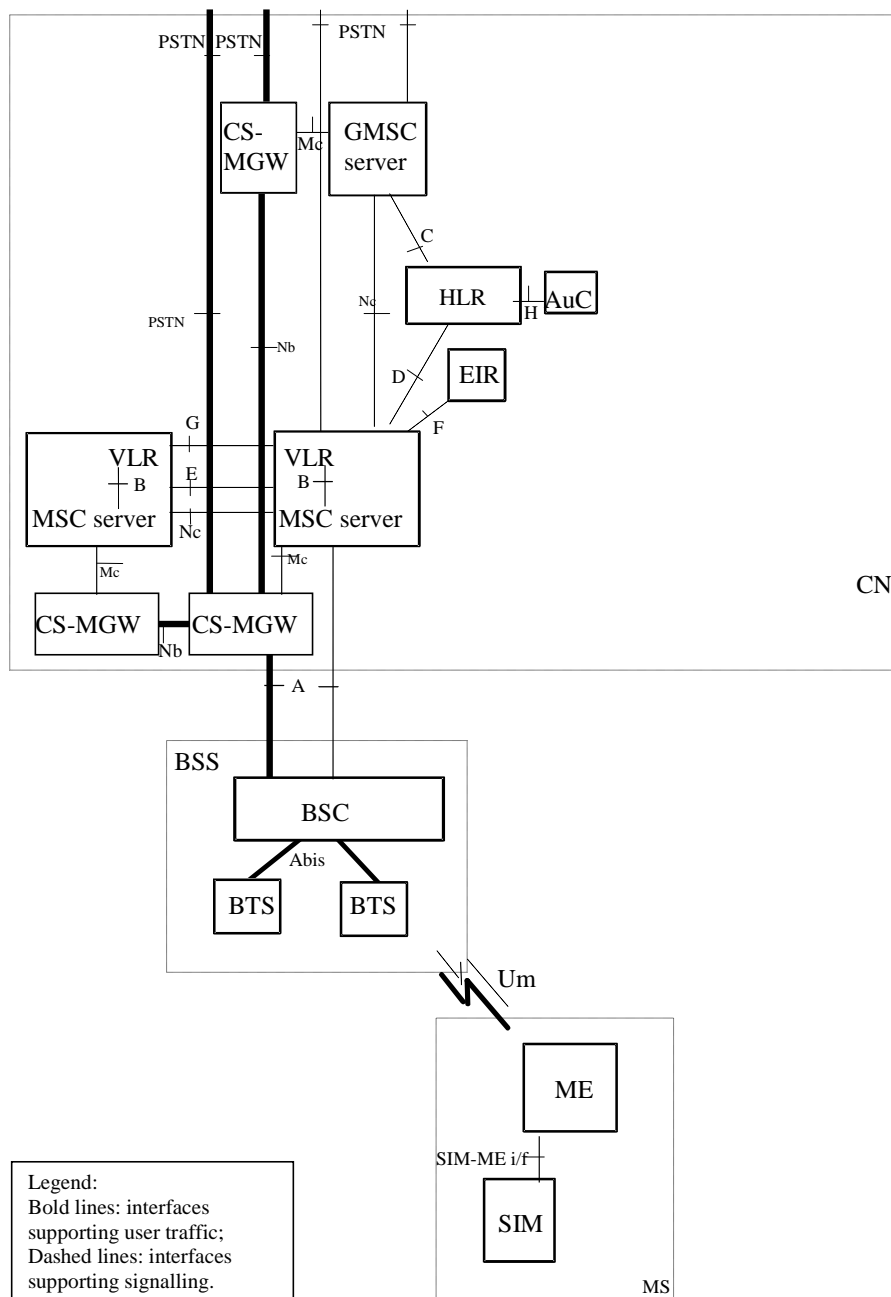 PSTN PSTN PSTN
CS-
MGW
Mc
GMSC
server
C
HLR
H
AuC
Nc
PSTN
Nb
D
EIR
F
G
VLR
B
MSC server
E
Nc
VLR
B
MSC server
Mc
Mc
CN
CS-MGW
Nb
CS-MGW
A
BSS
BSC
Abis
BTS
BTS
Um
ME
SIM-ME i/f
SIM
MS
Legend:
Bold lines: interfaces
supporting user traffic;
Dashed lines: interfaces
supporting signalling.